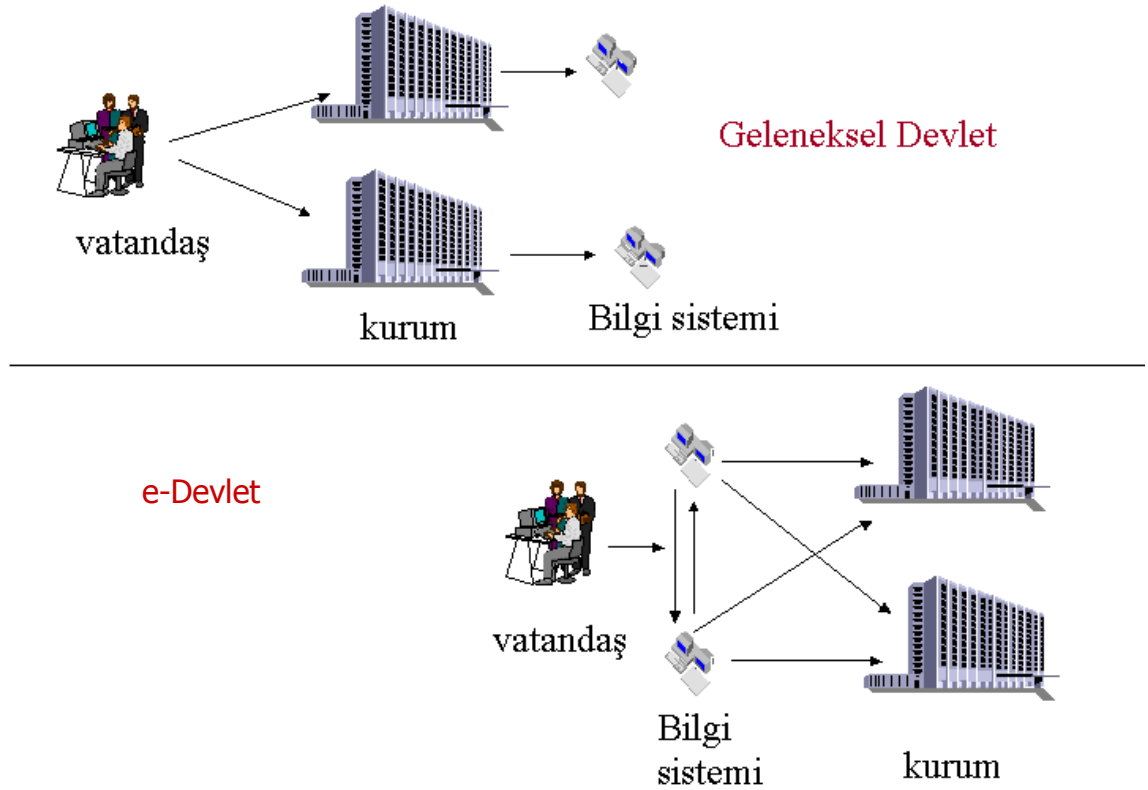 Geleneksel Devlet
vatandaş
kurum
Bilgi sistemi
e-Devlet
vatandaş
Bilgi
sistemi
kurum